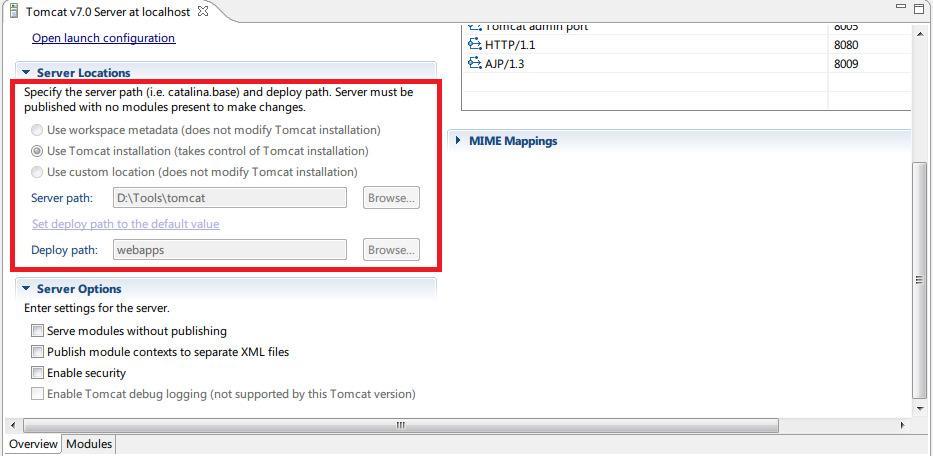 Tomcat v7.0 Server at localhost
Open launch configuration
Server Locations
Specify the server path (i.e. catalina.base) and deploy path. Server must be
published with no modules present to make changes.
Use workspace metadata (does not modify Tomcat installation)
Use Tomcat installation (takes control of Tomcat installation)
Use custom location (does not modify Tomcat installation)
Server path: D:\Tools\tomcat Browse...
Set deploy path to the default value
Deploy path: webapps Browse...
Server Options
Enter settings for the server.
Serve modules without publishing
Publish module contexts to separate XML files
Enable security
Enable Tomcat debug logging (not supported by this Tomcat version)
Tomcat admin port 8005
HTTP/1.1 8080
AJP/1.3 8009
MIME Mappings
Overview Modules